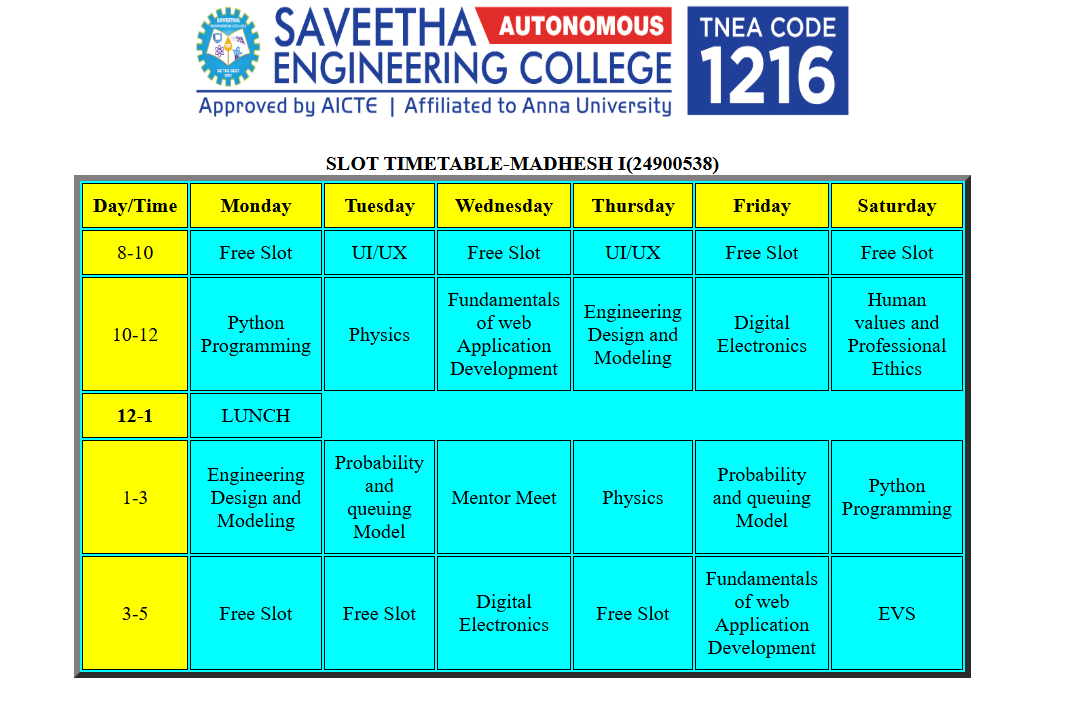 SAVEETHA
AUTONOMOUS
ENGINEERING COLLEGE
Approved by AICTE | Affiliated to Anna University
TNEA CODE
1216
SLOT TIMETABLE-MADHESH I(24900538)
Day/Time Monday Tuesday Wednesday Thursday Friday Saturday
8-10 Free Slot UI/UX Free Slot UI/UX Free Slot Free Slot
10-12
Python
Programming
Physics
Fundamentals
of web
Application
Development
Engineering
Design and
Modeling
Digital
Electronics
Human
values and
Professional
Ethics
12-1 LUNCH
1-3
Engineering
Design and
Modeling
Probability
and
queuing
Model
Mentor Meet
Physics
Probability
and queuing
Model
Python
Programming
3-5
Free Slot
Free Slot
Digital
Electronics
Free Slot
Fundamentals
of web
Application
Development
EVS